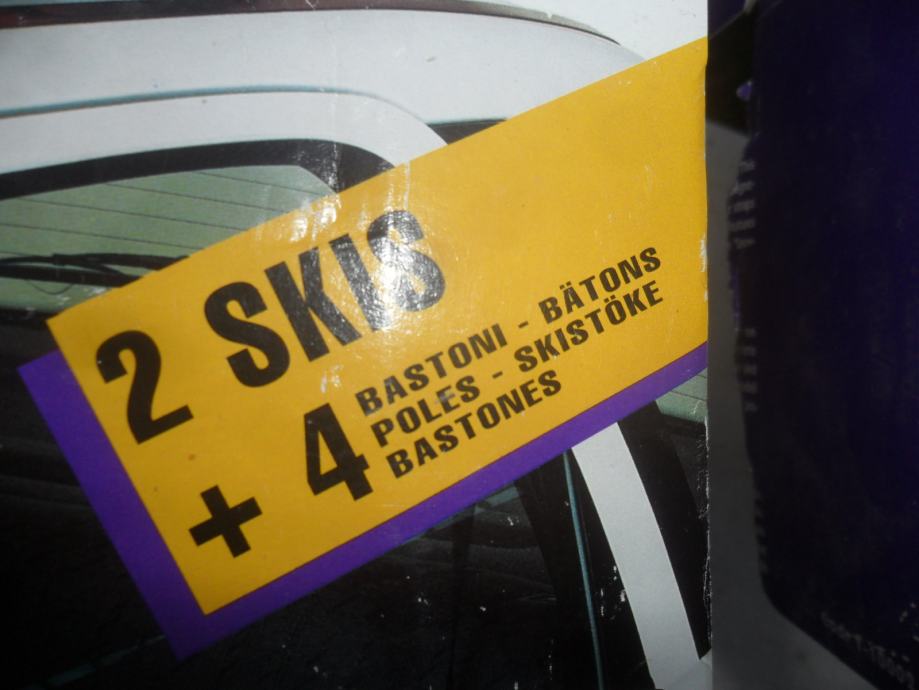 2 SKIS
+ 4
BASTONI - BÄTONS
POLES - SKISTÖKE
BASTONES